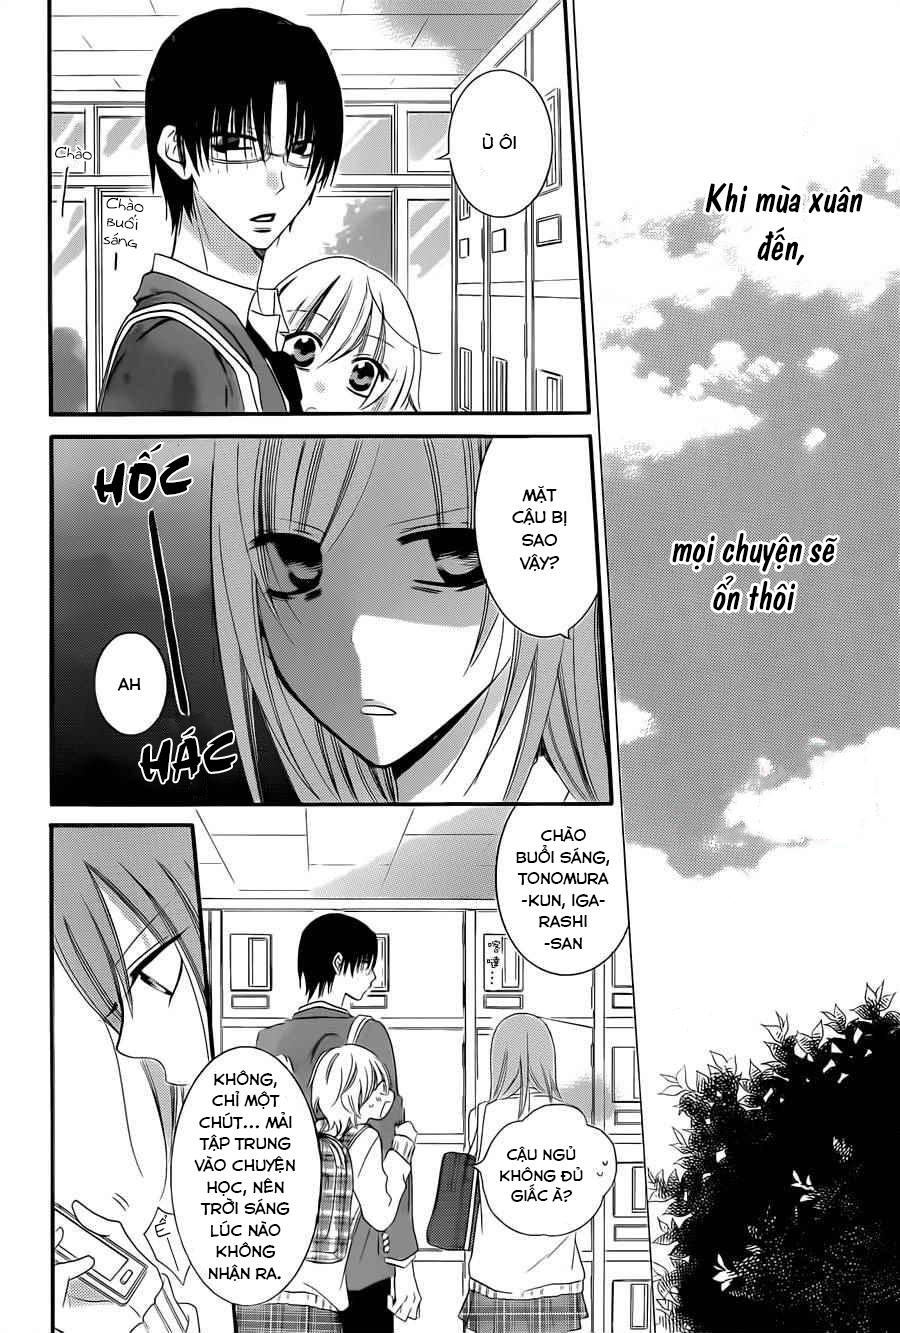 Khi mùa xuân
đến,
mọi chuyện sẽ
ổn thôi
Ù ÔI
Chào
Chào
buổi
sáng
MẶT
CẬU BỊ
SAO
VẬY?
HỐC
HÁC
AH
CHÀO
BUỔI SÁNG,
TONOMURA
-KUN, IGA-
RASHI
-SAN
喀
噠...
CẬU NGỦ
KHÔNG ĐỦ
GIẤC À?
KHÔNG,
CHỈ MỘT
CHÚT... MẢI
TẬP TRUNG
VÀO CHUYỆN
HỌC, NÊN
TRỜI SÁNG
LÚC NÀO
KHÔNG
NHẬN RA.